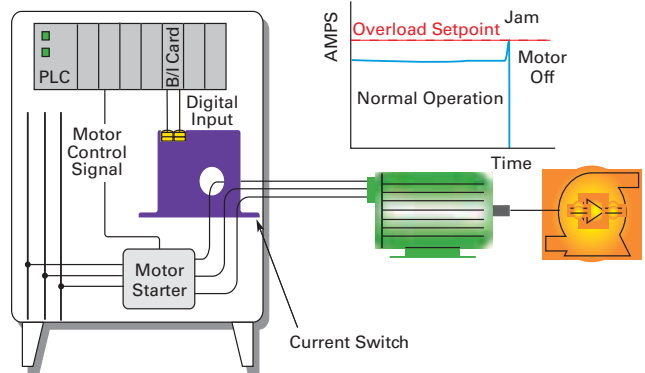 PLC
B/I Card
Digital
Input
Motor
Control
Signal
Motor
Starter
Current Switch
AMPS
Overload Setpoint
Jam
Motor
Off
Normal Operation
Time